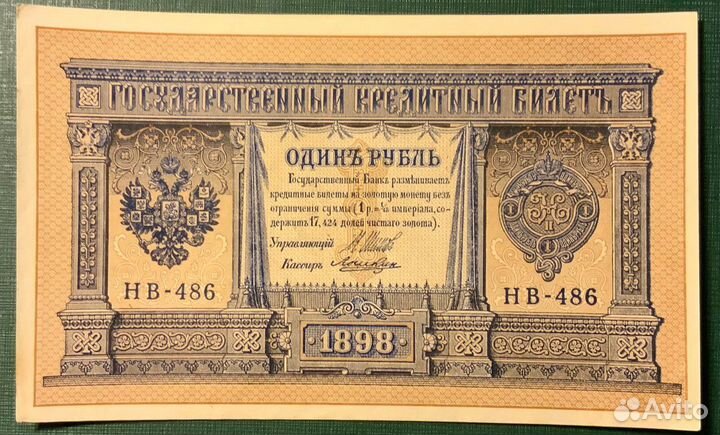 ГОСУДАРСТВЕННЫЙ КРЕДИТНЫЙ БИЛЕТЪ
ОДИНЪ РУБЛЬ
Государственный Банкъ размѣниваетъ
кредитные билеты на золотую монету безъ
ограниченія суммы (1 р. = 1/15 имперіала, со-
держитъ 17,424 долей чистаго золота).
Управляющій
Кассиръ
НВ-486
НВ-486
1898
Avito